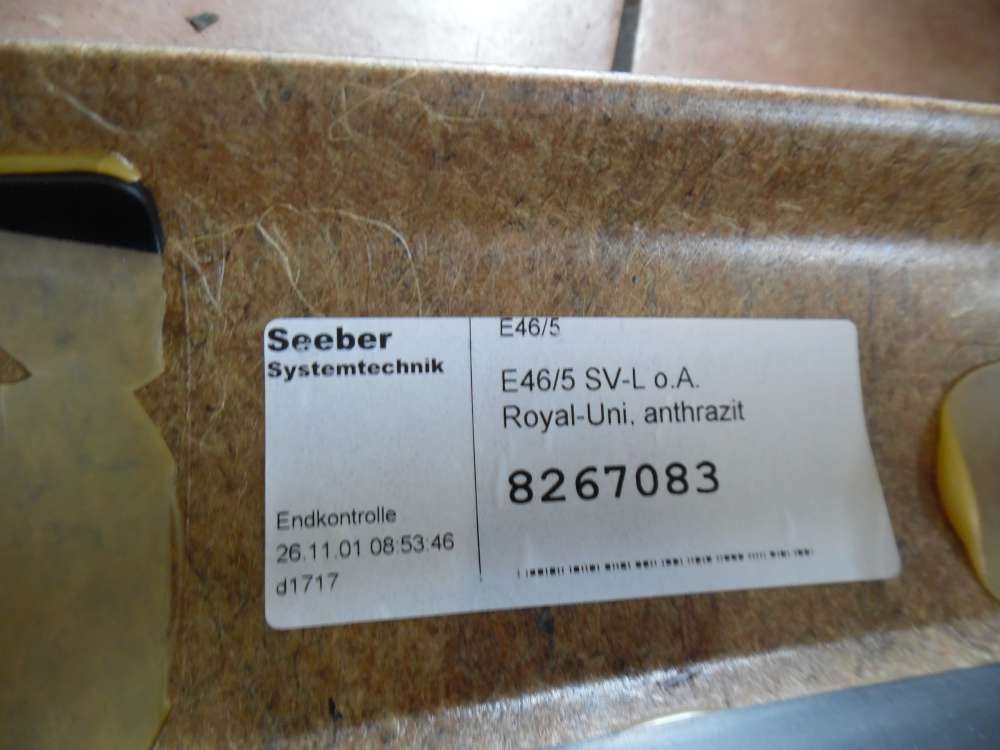 Seeber
Systemtechnik
Endkontrolle
26.11.01 08:53:46
d1717
E46/5
E46/5 SV-L o.A.
Royal-Uni, anthrazit
8267083